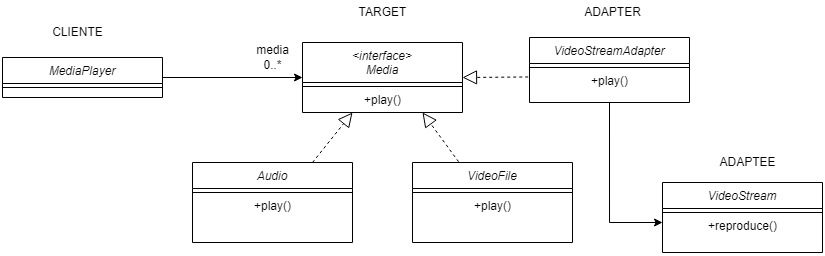 TARGET
ADAPTER
CLIENTE
media
0..*
<interface>
Media
+play()
VideoStreamAdapter
+play()
MediaPlayer
Audio
+play()
VideoFile
+play()
ADAPTEE
VideoStream
+reproduce()